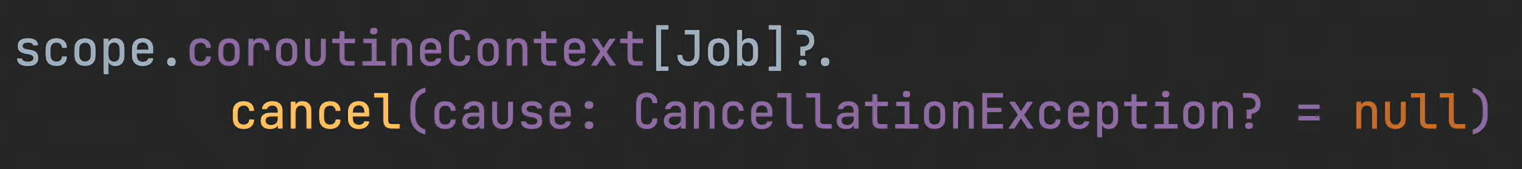 scope.coroutineContext[Job]?.
cancel(cause: CancellationException? = null)